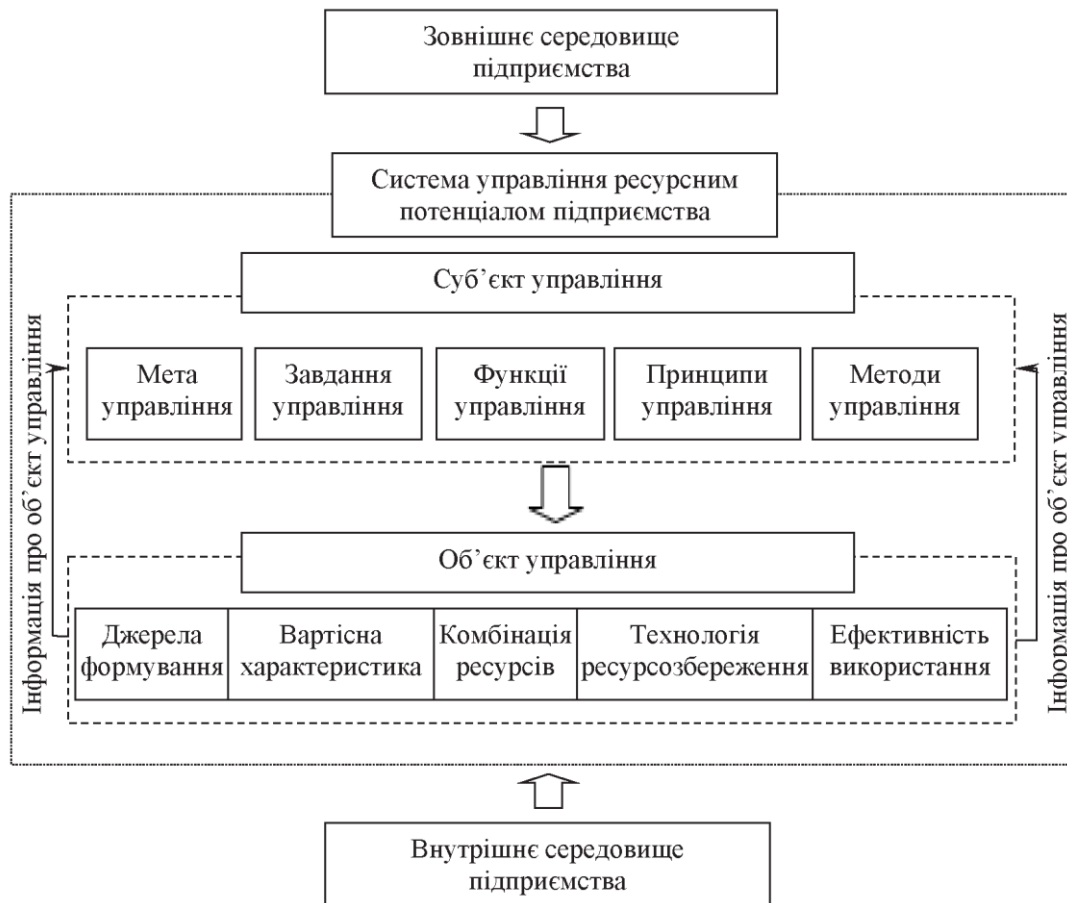 Зовнішнє середовище
підприємства
Система управління ресурсним
потенціалом підприємства
Суб’єкт управління
Інформація про об’єкт управління
Мета
управління
Завдання
управління
Функції
управління
Принципи
управління
Методи
управління
Інформація про об’єкт управління
Об’єкт управління
Джерела
формування
Вартісна
характеристика
Комбінація
ресурсів
Технологія
ресурсозбереження
Ефективність
використання
Внутрішнє середовище
підприємства